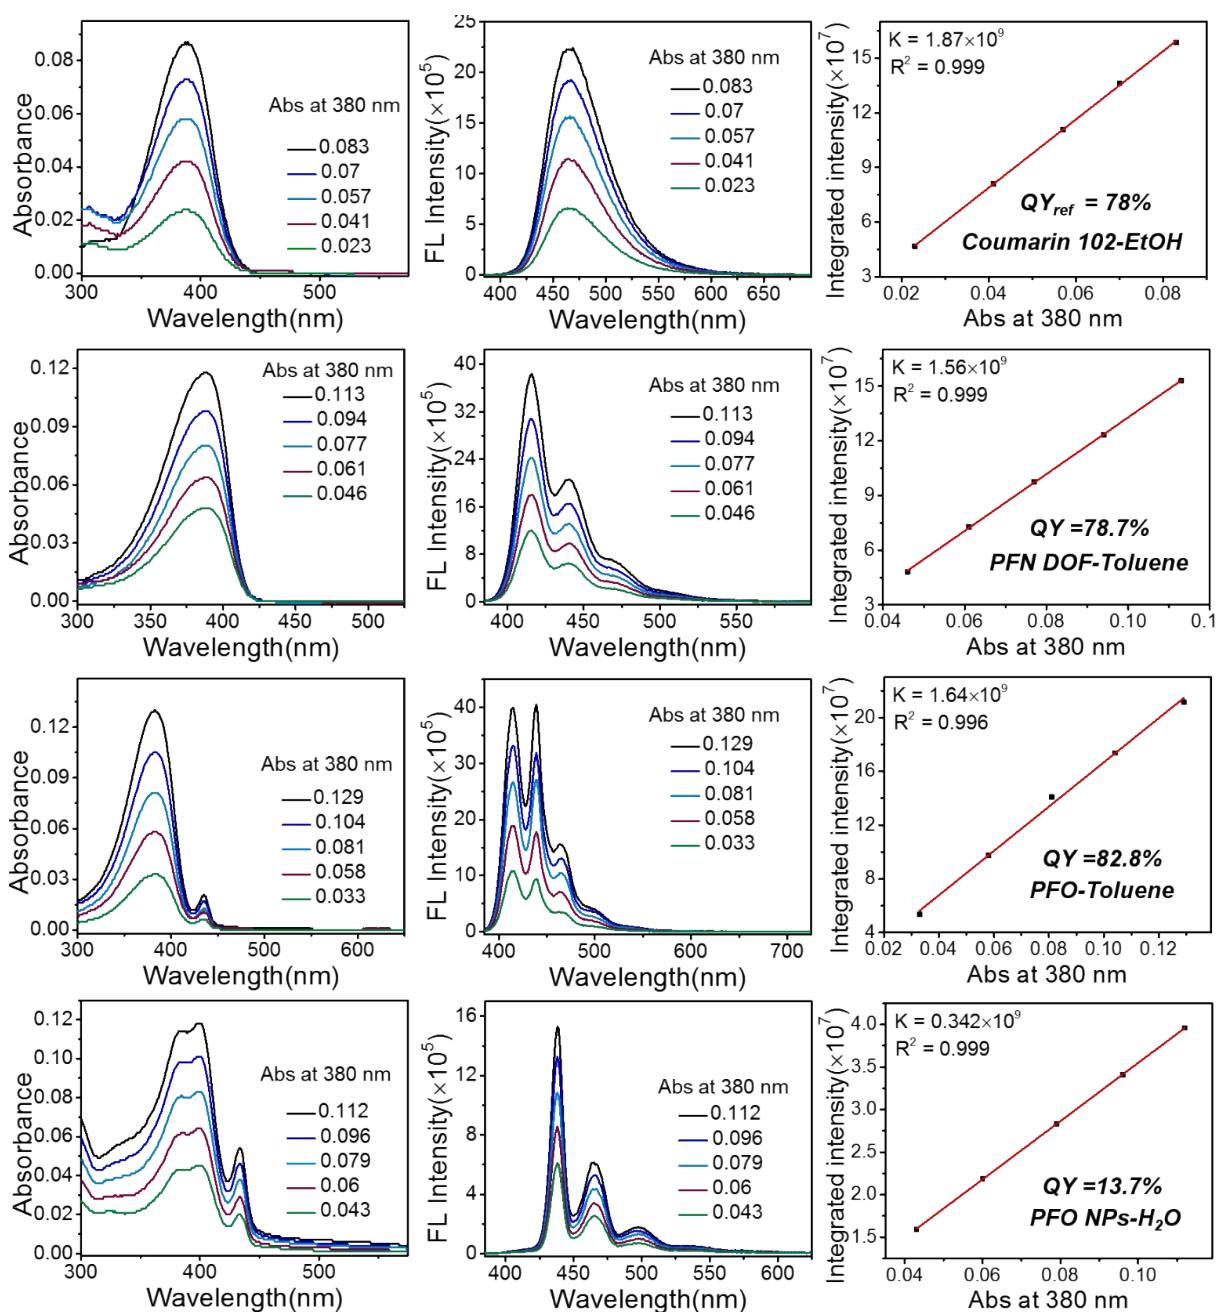 0.08
0.06
0.04
0.02
0.00
Absorbance
Abs at 380 nm
0.083
0.07
0.057
0.041
0.023
300
400
500
Wavelength(nm)
25
20
15
10
5
0
FL Intensity(×10⁵)
Abs at 380 nm
0.083
0.07
0.057
0.041
0.023
400 450 500 550 600 650
Wavelength(nm)
K = 1.87×10⁹
R² = 0.999
15
12
9
6
3
Integrated intensity(×10⁷)
QY_ref = 78%
Coumarin 102-EtOH
0.02 0.04 0.06 0.08
Abs at 380 nm
0.12
0.09
0.06
0.03
0.00
Absorbance
Abs at 380 nm
0.113
0.094
0.077
0.061
0.046
300 350 400 450 500
Wavelength(nm)
40
32
24
16
8
0
FL Intensity(×10⁵)
Abs at 380 nm
0.113
0.094
0.077
0.061
0.046
400 450 500 550
Wavelength(nm)
K = 1.56×10⁹
R² = 0.999
15
12
9
6
3
Integrated intensity(×10⁷)
QY =78.7%
PFN DOF-Toluene
0.04 0.06 0.08 0.10 0.1
Abs at 380 nm
0.12
0.09
0.06
0.03
0.00
Absorbance
Abs at 380 nm
0.129
0.104
0.081
0.058
0.033
300 400 500 600
Wavelength(nm)
40
30
20
10
0
FL Intensity(×10⁵)
Abs at 380 nm
0.129
0.104
0.081
0.058
0.033
400 500 600 700
Wavelength(nm)
K = 1.64×10⁹
R² = 0.996
20
16
12
8
4
Integrated intensity(×10⁷)
QY =82.8%
PFO-Toluene
0.02 0.04 0.06 0.08 0.10 0.12
Abs at 380 nm
0.12
0.10
0.08
0.06
0.04
0.02
0.00
Absorbance
Abs at 380 nm
0.112
0.096
0.079
0.06
0.043
300
400
500
Wavelength(nm)
16
12
8
4
0
FL Intensity(×10⁵)
Abs at 380 nm
0.112
0.096
0.079
0.06
0.043
400 450 500 550 600
Wavelength(nm)
K = 0.342×10⁹
R² = 0.999
4.0
3.5
3.0
2.5
2.0
1.5
Integrated intensity(×10⁷)
QY =13.7%
PFO NPs-H₂O
0.04 0.06 0.08 0.10
Abs at 380 nm